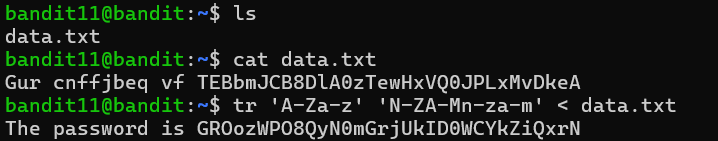 bandit11@bandit:~$ ls
data.txt
bandit11@bandit:~$ cat data.txt
Gur cnffjbeq vf TEBbmJCB8DlA0zTewHxVQ0JPLxMvDkeA
bandit11@bandit:~$ tr 'A-Za-z' 'N-ZA-Mn-za-m' < data.txt
The password is GROozWPO8QyN0mGrjUkID0WCYkZiQxrN